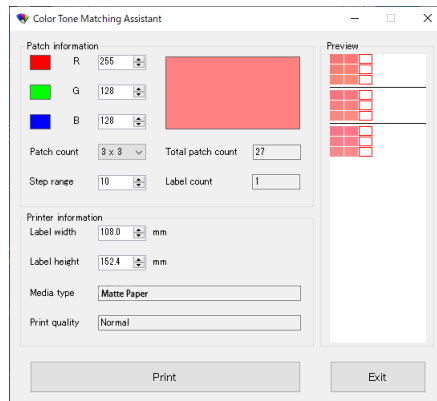 Color Tone Matching Assistant
Patch information
R 255
G 128
B 128
Patch count 3 x 3 Total patch count 27
Step range 10 Label count 1
Printer information
Label width 108.0 mm
Label height 152.4 mm
Media type Matte Paper
Print quality Normal
Preview
Print Exit